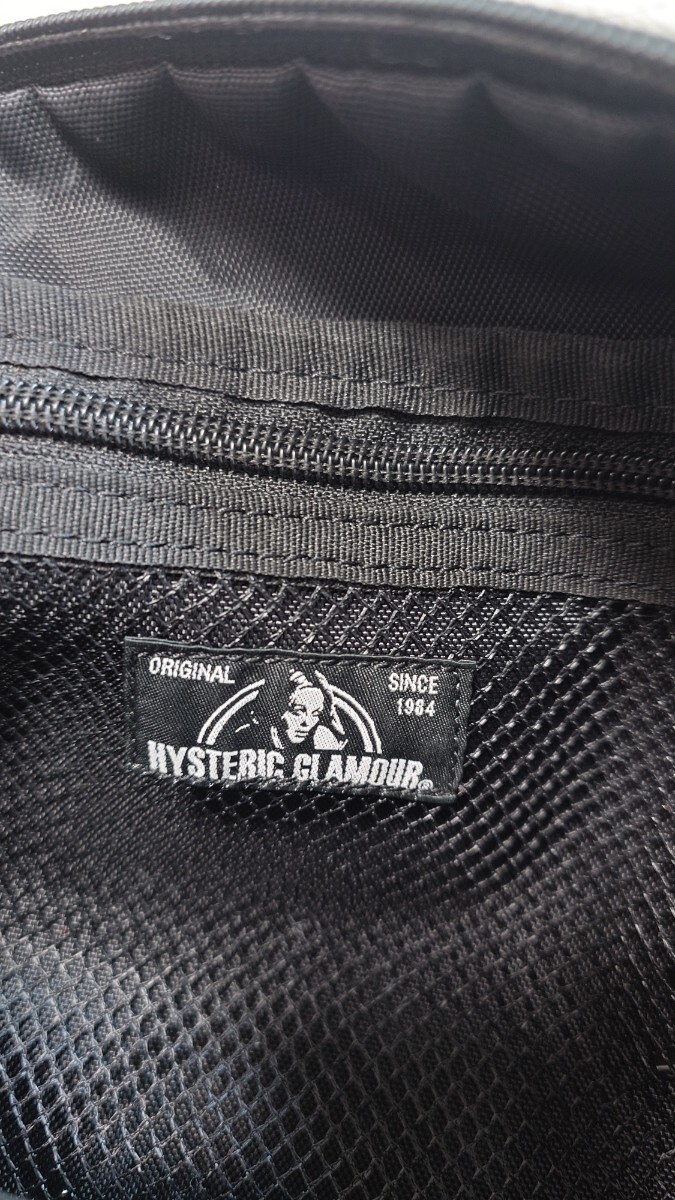 ORIGINAL
SINCE
1984
HYSTERIC GLAMOUR®